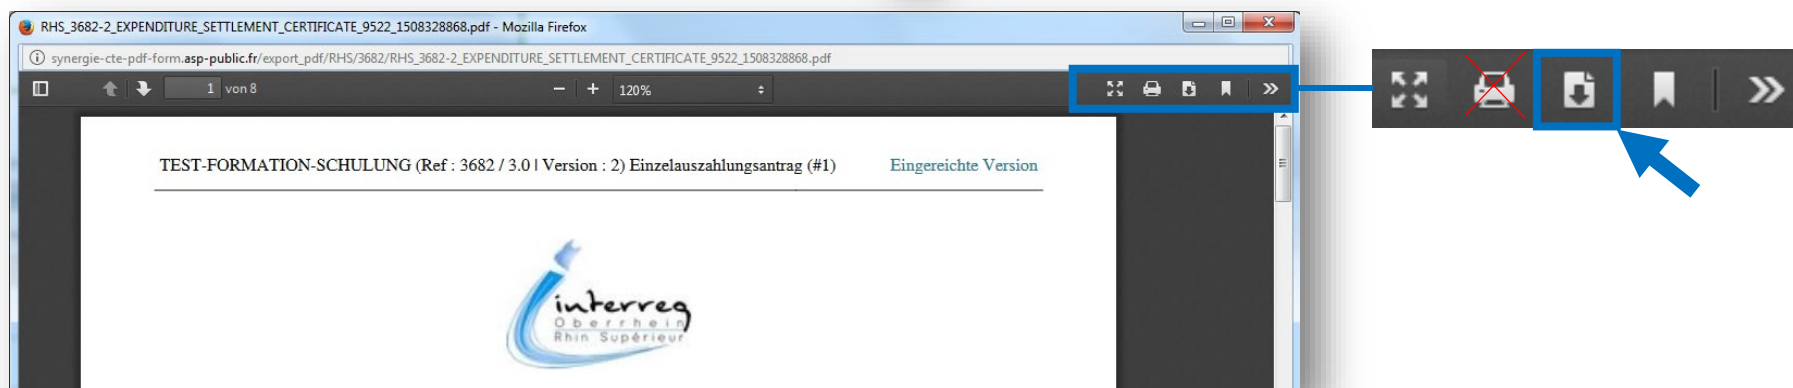 RHS_3682-2_EXPENDITURE_SETTLEMENT_CERTIFICATE_9522_1508328868.pdf - Mozilla Firefox
synergie-cte-pdf-form.asp-public.fr/export_pdf/RHS/3682/RHS_3682-2_EXPENDITURE_SETTLEMENT_CERTIFICATE_9522_1508328868.pdf
1 von 8 120%
TEST-FORMATION-SCHULUNG (Ref : 3682 / 3.0 | Version : 2) Einzelauszahlungsantrag (#1) Eingereichte Version
interreg
Oberrhein
Rhin Supérieur